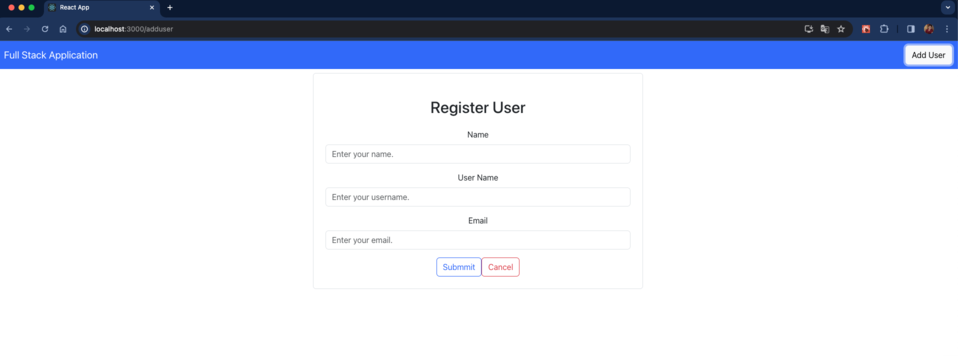 React App
localhost:3000/adduser
Full Stack Application
Add User
Register User
Name
Enter your name.
User Name
Enter your username.
Email
Enter your email.
Submmit Cancel